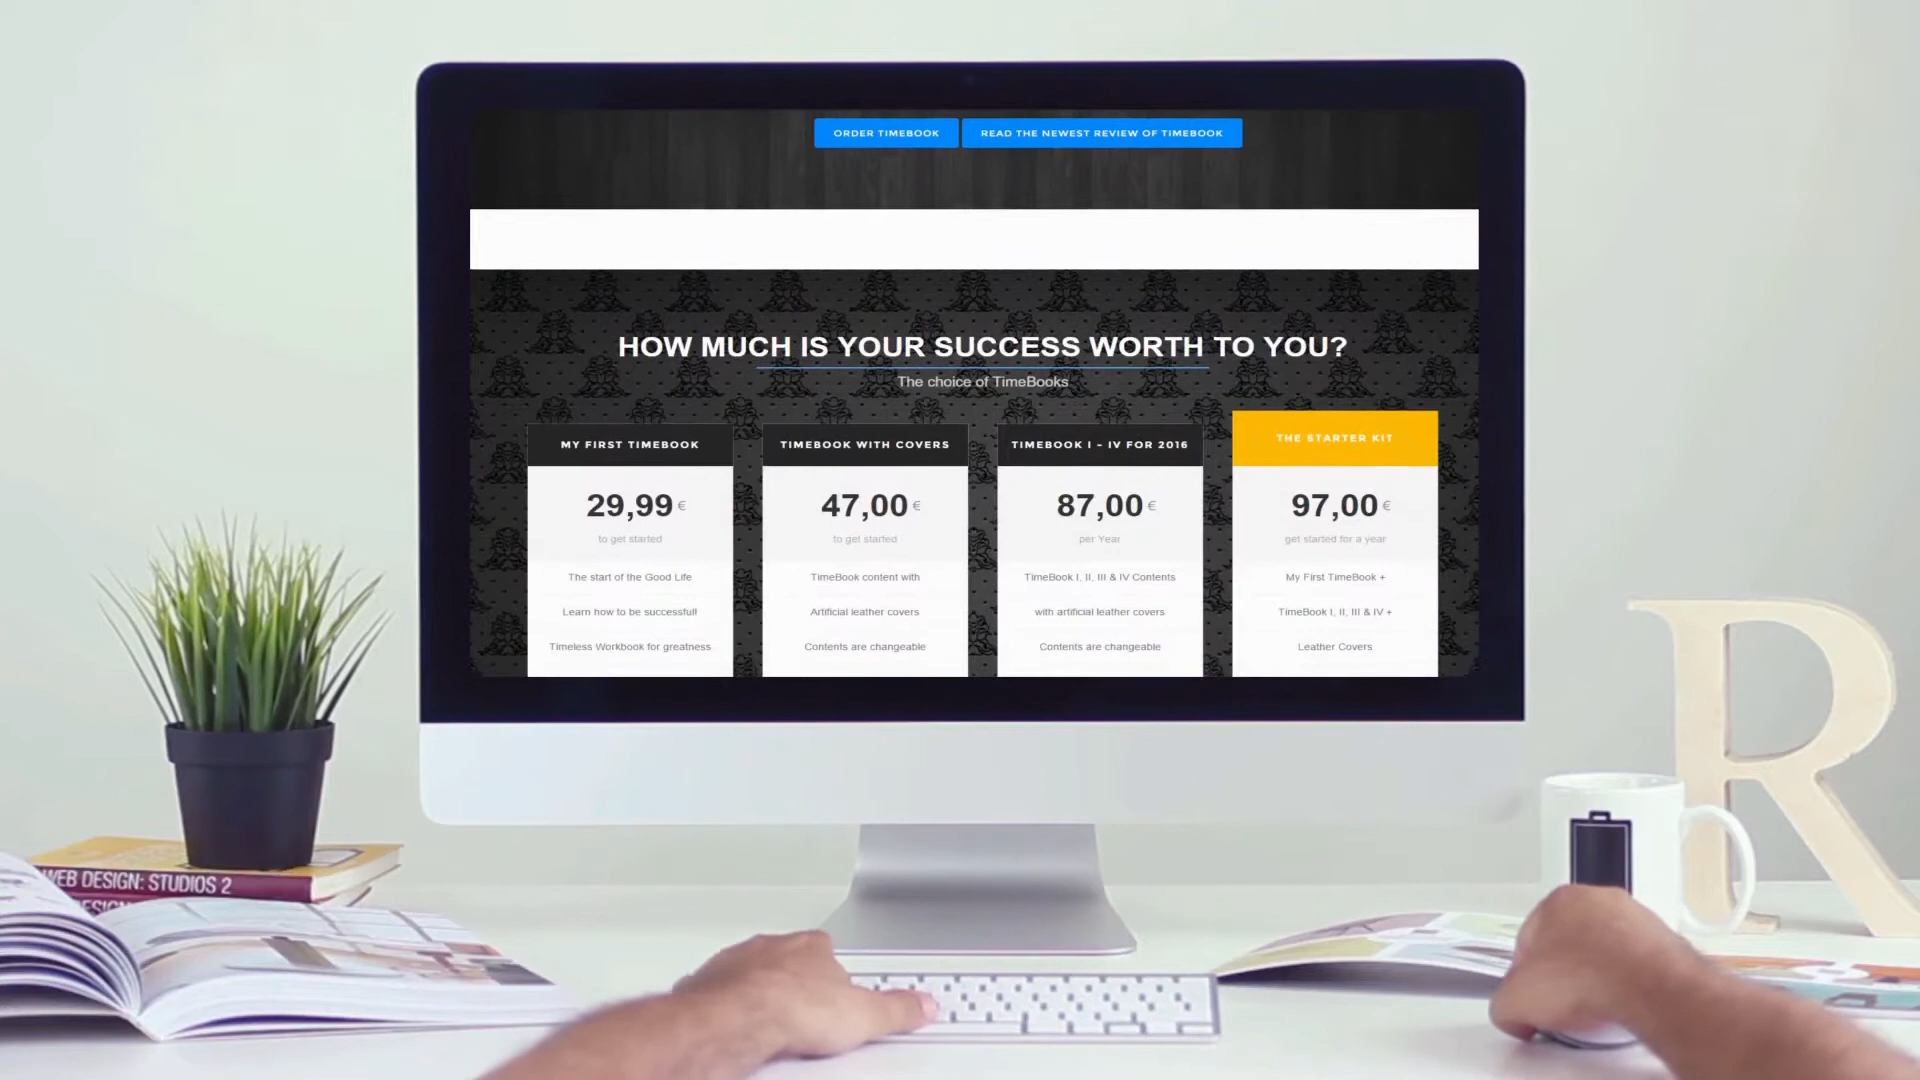 ORDER TIMEBOOK
READ THE NEWEST REVIEW OF TIMEBOOK
HOW MUCH IS YOUR SUCCESS WORTH TO YOU?
The choice of TimeBooks
MY FIRST TIMEBOOK
29,99 €
to get started
The start of the Good Life
Learn how to be successfull
Timeless Workbook for greatness
TIMEBOOK WITH COVERS
47,00 €
to get started
TimeBook content with
Artificial leather covers
Contents are changeable
TIMEBOOK I - IV FOR 2016
87,00 €
per Year
TimeBook I, II, III & IV Contents
with artificial leather covers
Contents are changeable
THE STARTER KIT
97,00 €
get started for a year
My First TimeBook +
TimeBook I, II, III & IV +
Leather Covers
WEB DESIGN: STUDIOS 2
R